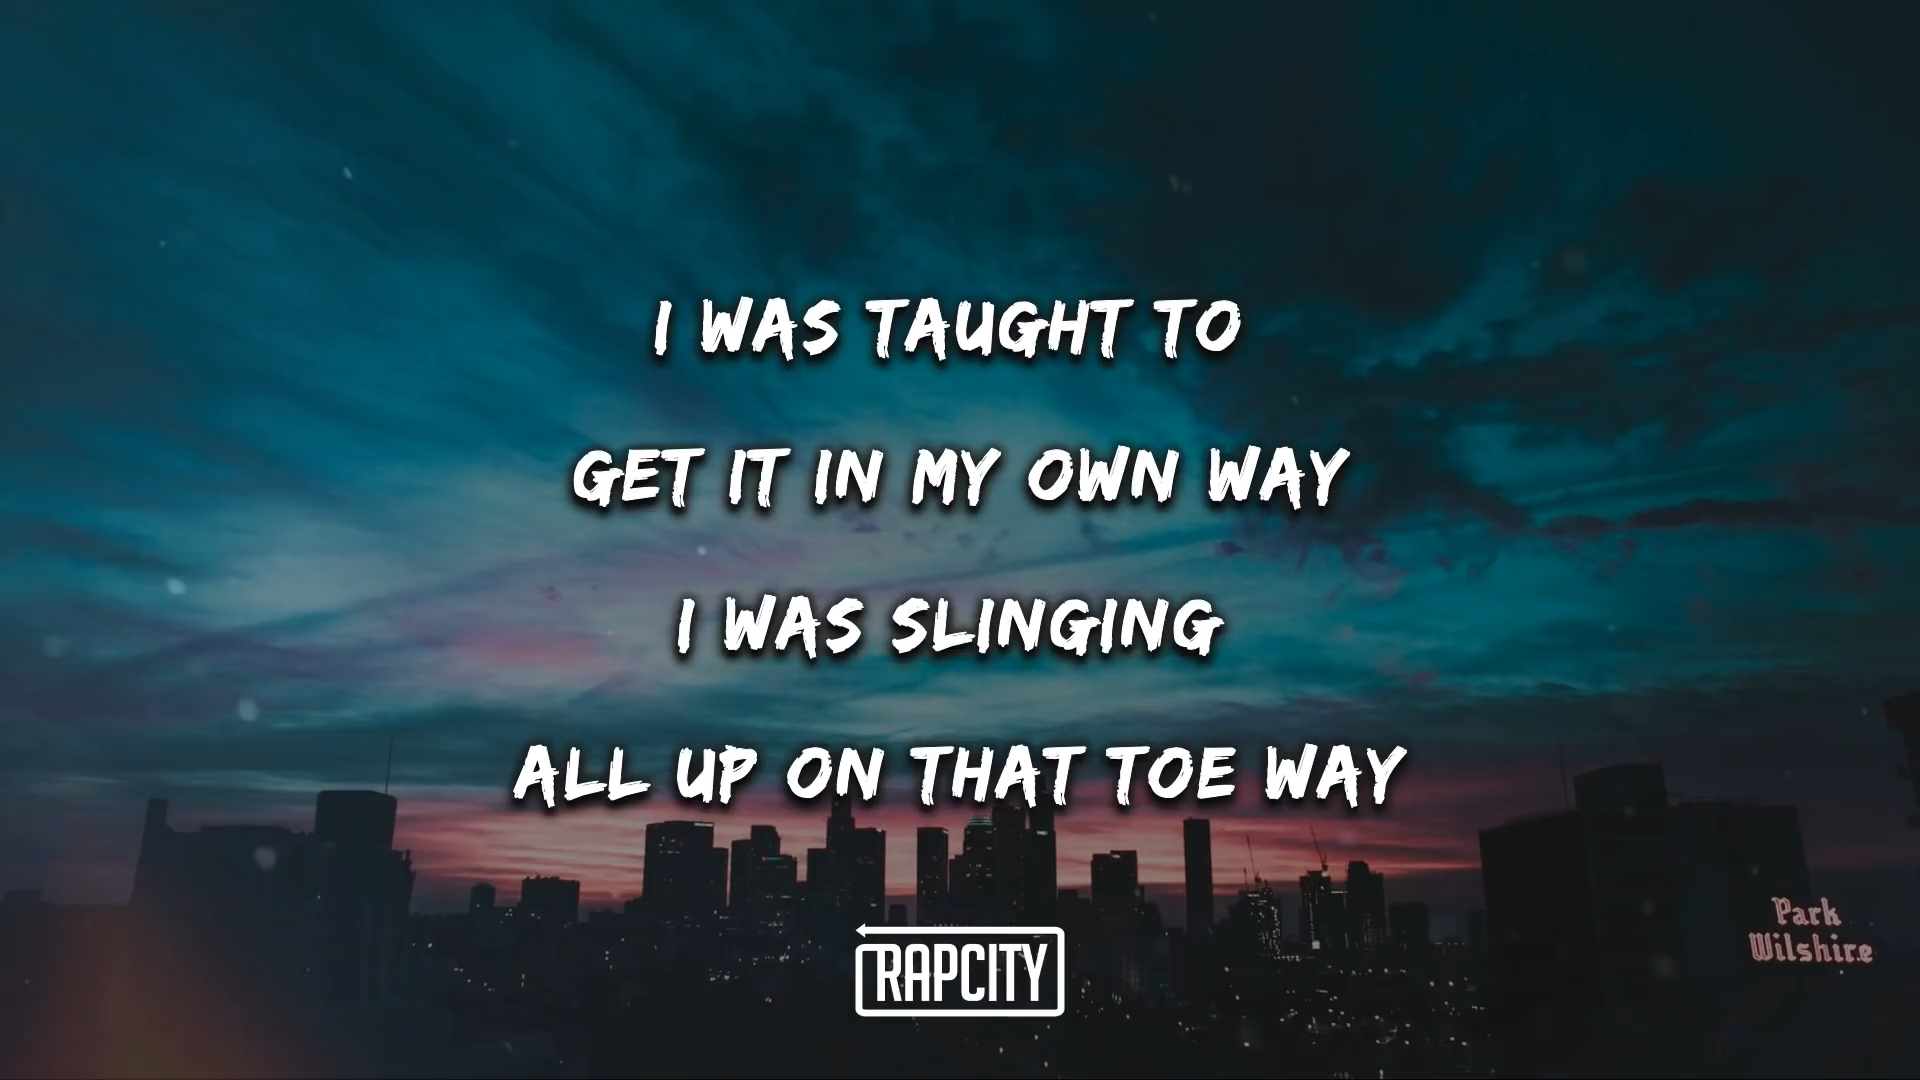 I WAS TAUGHT TO
GET IT IN MY OWN WAY
I WAS SLINGING
ALL UP ON THAT TOE WAY
RAPCITY
Park
Wilshire